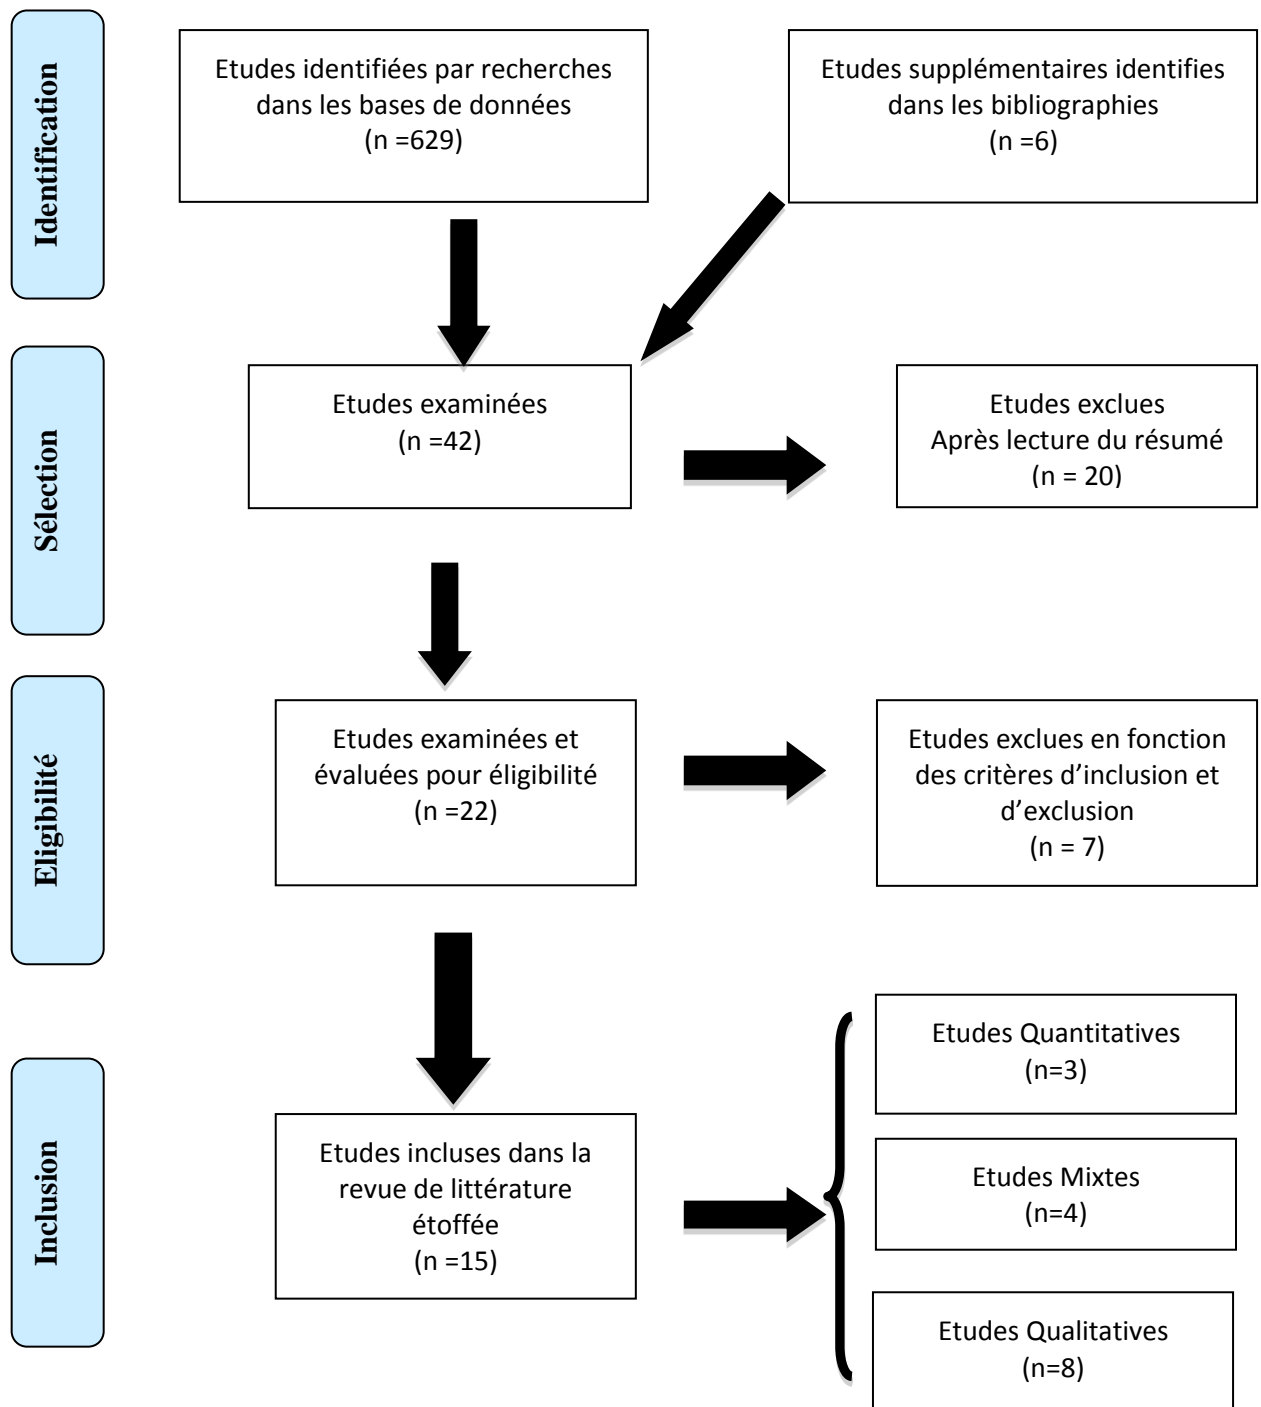 Identification
Etudes identifiées par recherches
dans les bases de données
(n =629)
Etudes supplémentaires identifies
dans les bibliographies
(n =6)
Sélection
Etudes examinées
(n =42)
Etudes exclues
Après lecture du résumé
(n = 20)
Eligibilité
Etudes examinées et
évaluées pour éligibilité
(n =22)
Etudes exclues en fonction
des critères d’inclusion et
d’exclusion
(n = 7)
Inclusion
Etudes incluses dans la
revue de littérature
étoffée
(n =15)
Etudes Quantitatives
(n=3)
Etudes Mixtes
(n=4)
Etudes Qualitatives
(n=8)